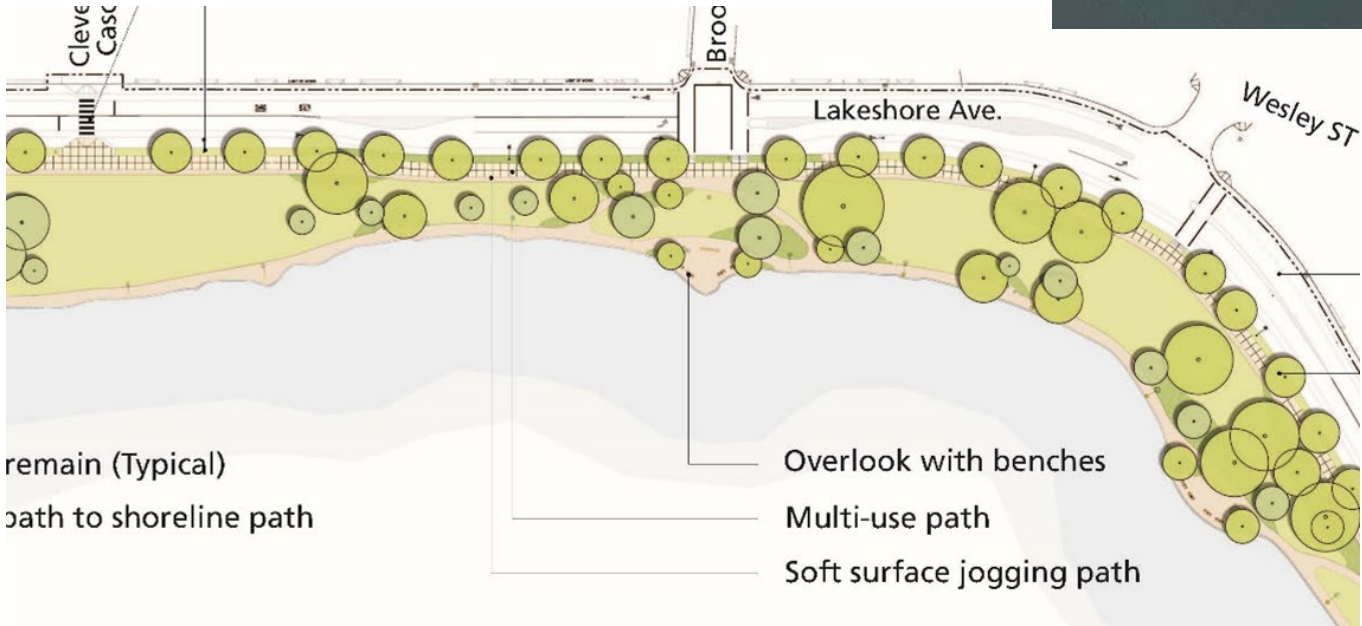 Cleve
Casc
Broo
Lakeshore Ave.
Wesley ST
remain (Typical)
path to shoreline path
Overlook with benches
Multi-use path
Soft surface jogging path